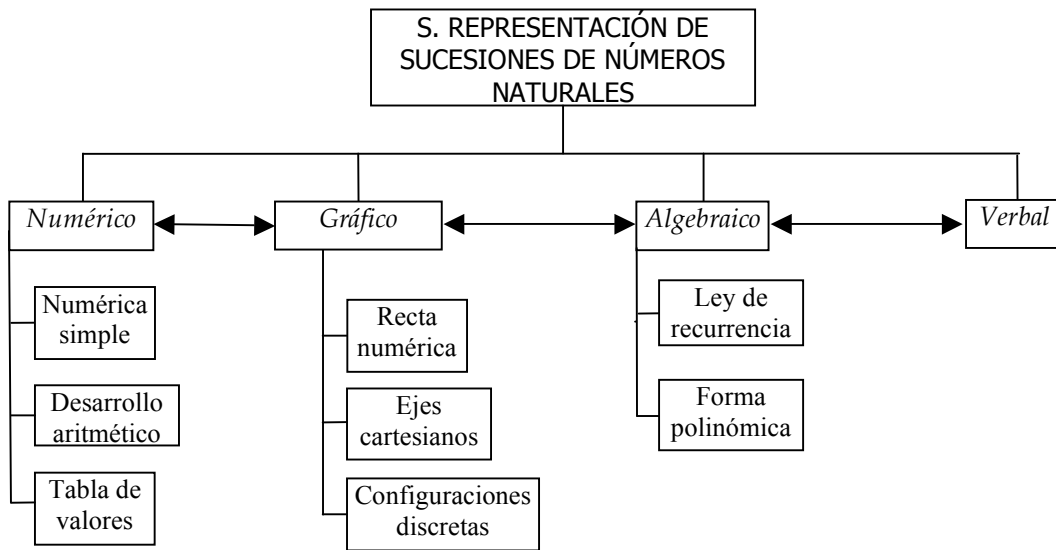 S. REPRESENTACIÓN DE
SUCESIONES DE NÚMEROS
NATURALES
Numérico
Gráfico
Algebraico
Verbal
Numérica
simple
Desarrollo
aritmético
Tabla de
valores
Recta
numérica
Ejes
cartesianos
Configuraciones
discretas
Ley de
recurrencia
Forma
polinómica